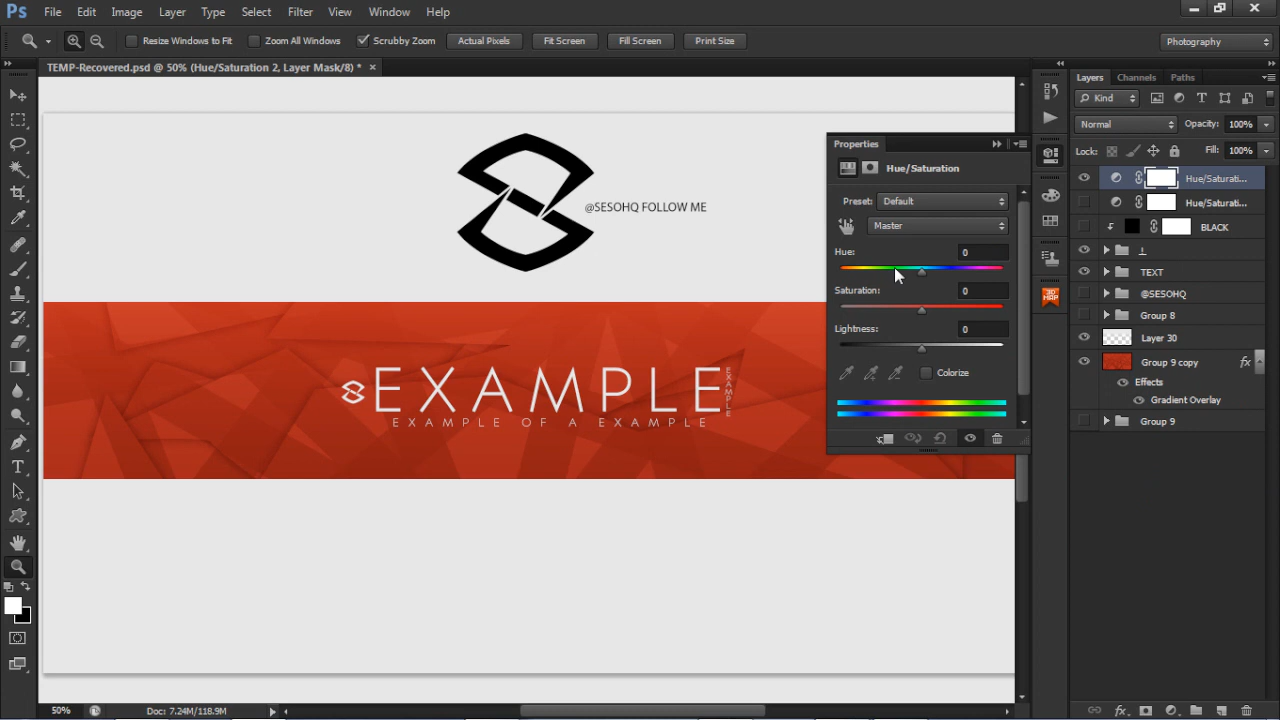 Ps File Edit Image Layer Type Select Filter View Window Help
Resize Windows to Fit Zoom All Windows Scrubby Zoom Actual Pixels Fit Screen Fill Screen Print Size Photography
TEMP-Recovered.psd @ 50% (Hue/Saturation 2, Layer Mask/8) * ×
@SESOHQ FOLLOW ME
EXAMPLE
EXAMPLE
EXAMPLE OF A EXAMPLE
Properties
Hue/Saturation
Preset: Default
Master
Hue: 0
Saturation: 0
Lightness: 0
Colorize
Layers Channels Paths
Kind
Normal Opacity: 100%
Lock: Fill: 100%
Hue/Saturati...
Hue/Saturati...
BLACK
TEXT
@SESOHQ
Group 8
Layer 30
Group 9 copy fx
Effects
Gradient Overlay
Group 9
50% Doc: 7.24M/118.9M